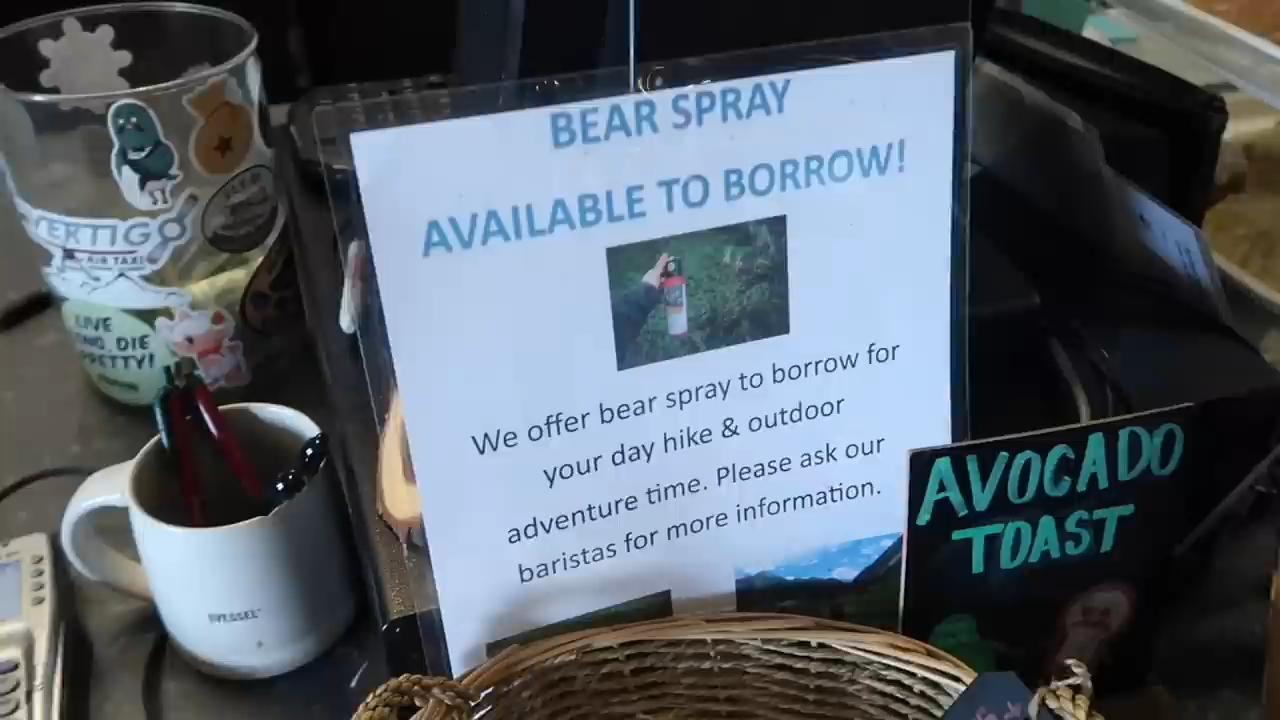 BEAR SPRAY
AVAILABLE TO BORROW!
We offer bear spray to borrow for
your day hike & outdoor
adventure time. Please ask our
baristas for more information.
AVOCADO
TOAST
VERTIGO
AIR TAXI
LIVE
AND DIE
PRETTY!